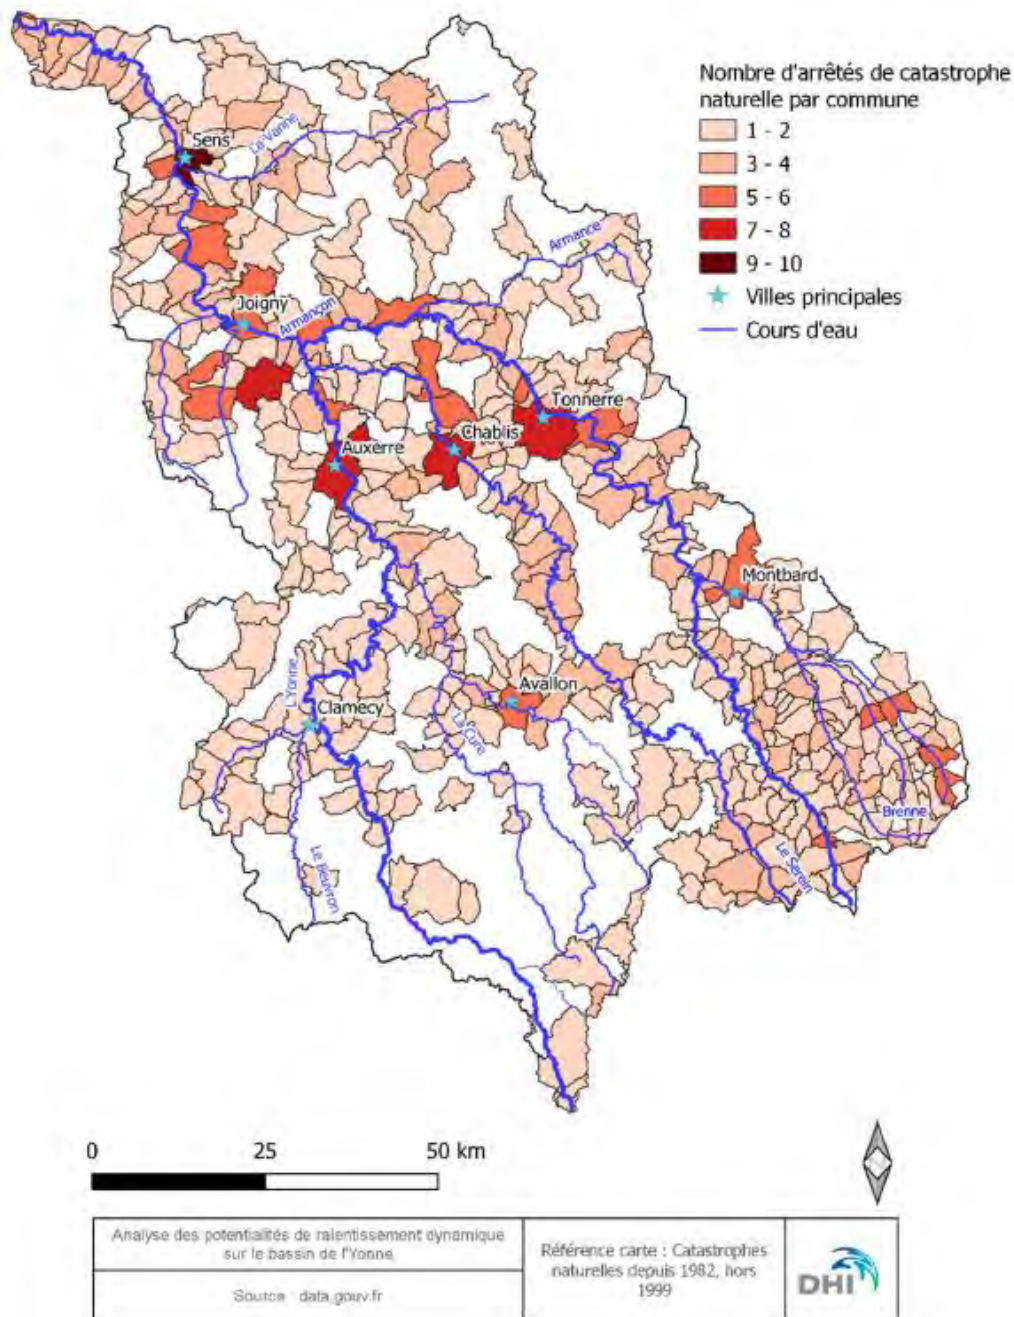 Nombre d'arrêtés de catastrophe
naturelle par commune
1 - 2
3 - 4
5 - 6
7 - 8
9 - 10
Villes principales
Cours d'eau
Sens
La Vanne
Armance
Joigny
Armançon
Tonnerre
Chablis
Auxerre
Montbard
L'Yonne
Avallon
Clamecy
La Cure
Brenne
Le Serein
Le Beuvron
0 25 50 km
Analyse des potentialités de ralentissement dynamique
sur le bassin de l'Yonne
Source : data.gouv.fr
Référence carte : Catastrophes
naturelles depuis 1982, hors
1999
DHI